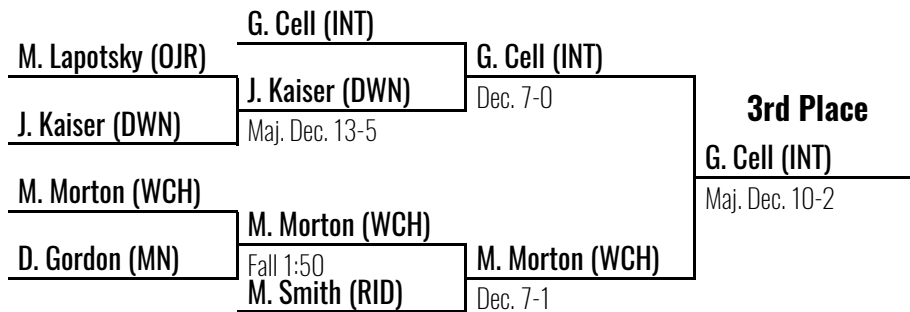 G. Cell (INT)
M. Lapotsky (OJR)
G. Cell (INT)
J. Kaiser (DWN)
Dec. 7-0
3rd Place
J. Kaiser (DWN)
Maj. Dec. 13-5
G. Cell (INT)
M. Morton (WCH)
Maj. Dec. 10-2
M. Morton (WCH)
D. Gordon (MN)
Fall 1:50
M. Morton (WCH)
M. Smith (RID)
Dec. 7-1